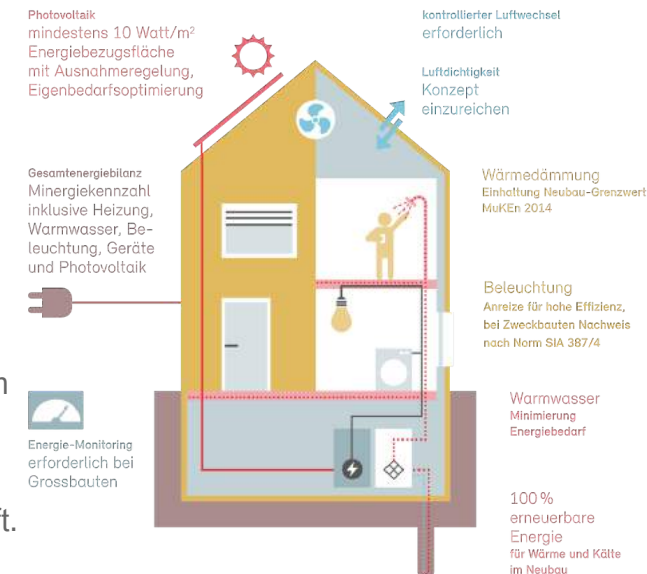 Photovoltaik
mindestens 10 Watt/m²
Energiebezugsfläche
mit Ausnahmeregelung,
Eigenbedarfsoptimierung
kontrollierter Luftwechsel
erforderlich
Luftdichtigkeit
Konzept
einzureichen
Gesamtenergiebilanz
Minergiekennzahl
inklusive Heizung,
Warmwasser, Be-
leuchtung, Geräte
und Photovoltaik
Wärmedämmung
Einhaltung Neubau-Grenzwert
MuKEn 2014
Beleuchtung
Anreize für hohe Effizienz,
bei Zweckbauten Nachweis
nach Norm SIA 387/4
Energie-Monitoring
erforderlich bei
Grossbauten
Warmwasser
Minimierung
Energiebedarf
100 %
erneuerbare
Energie
für Wärme und Kälte
im Neubau